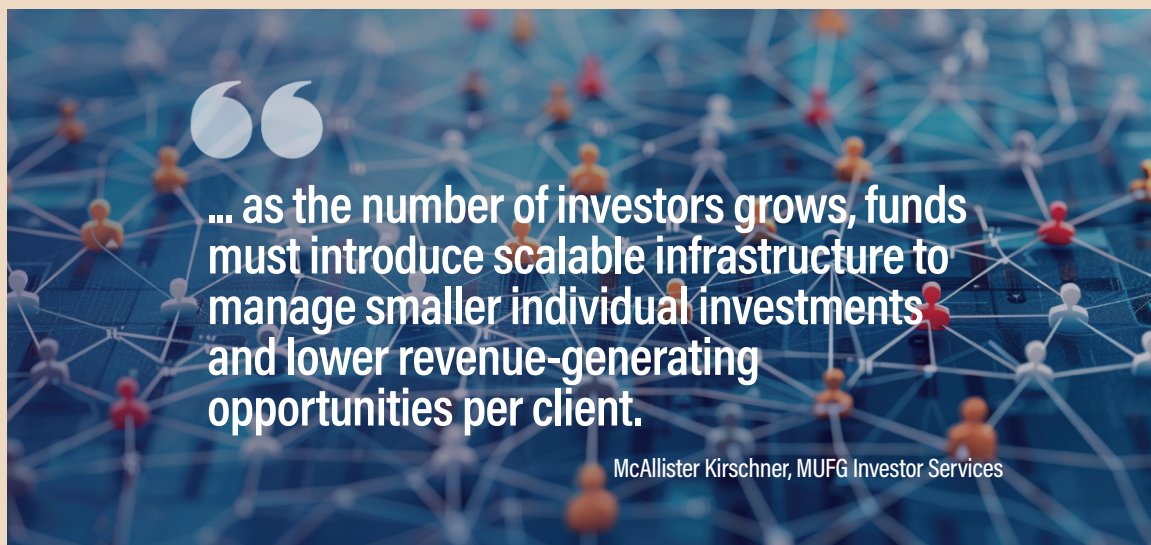 ... as the number of investors grows, funds
must introduce scalable infrastructure to
manage smaller individual investments
and lower revenue-generating
opportunities per client.
McAllister Kirschner, MUFG Investor Services